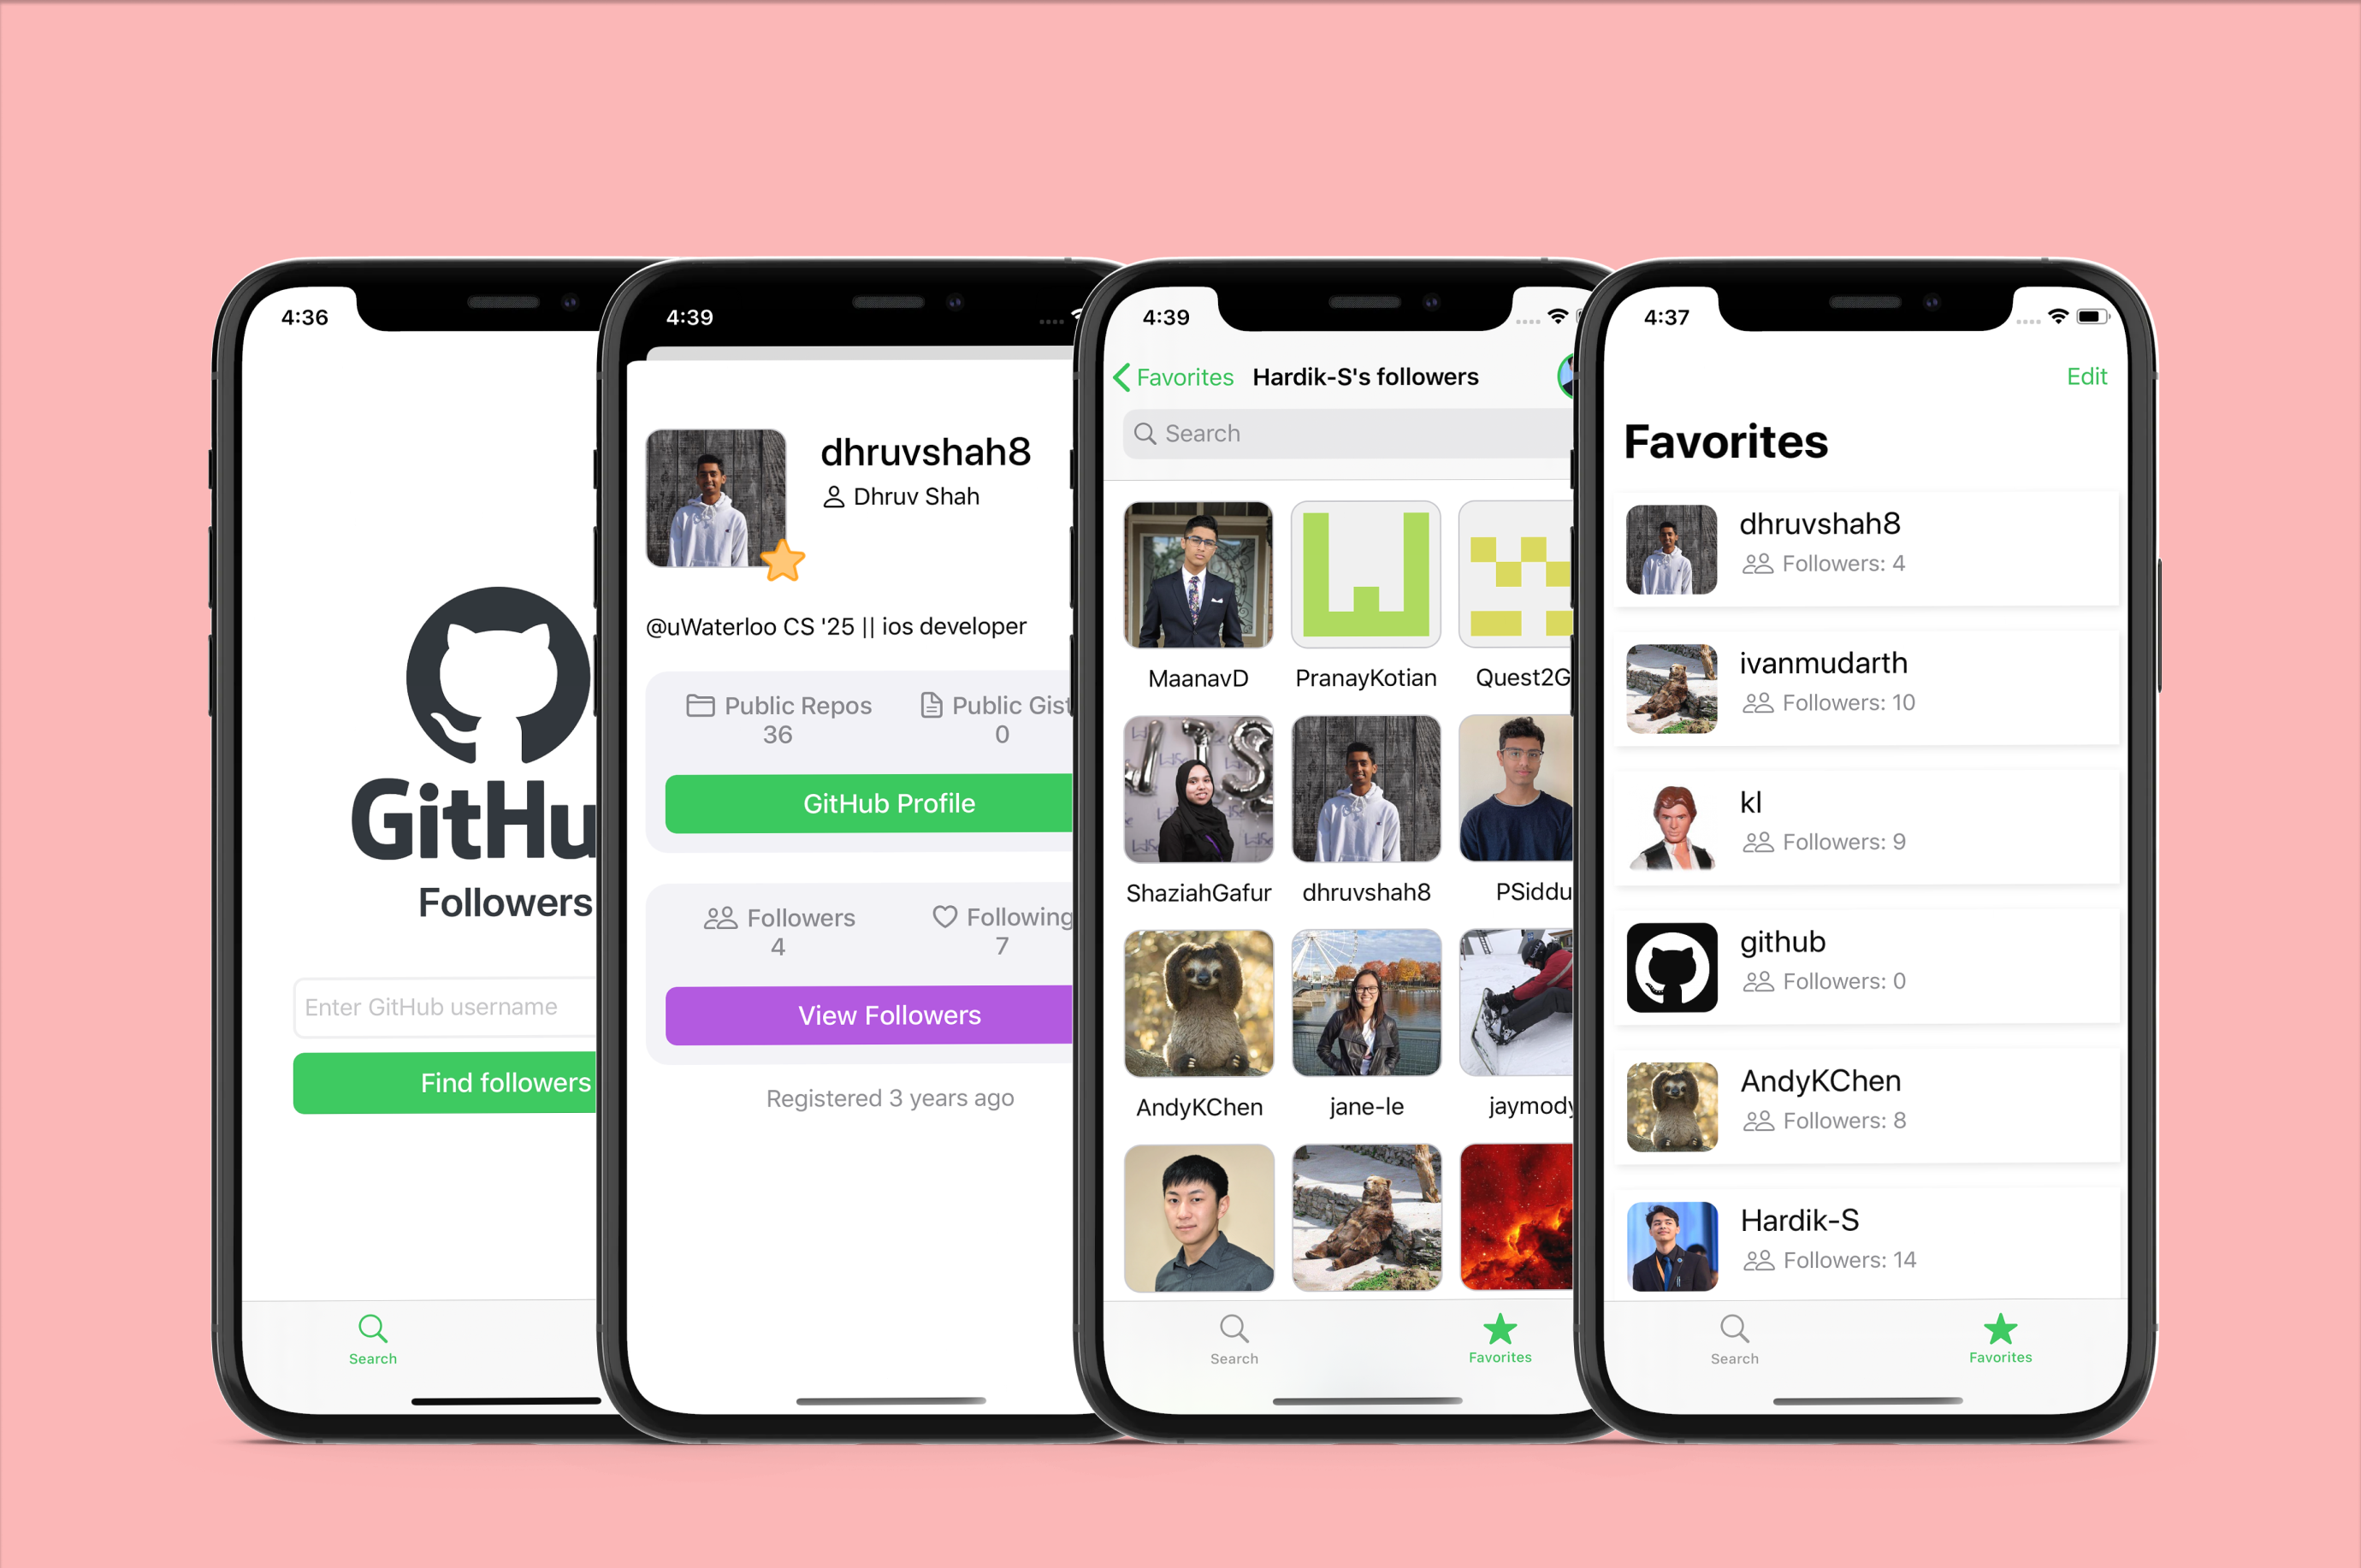 4:36
GitHu
Followers
Enter GitHub username
Find followers
Search
4:39
dhruvshah8
Dhruv Shah
@uWaterloo CS '25 || ios developer
Public Repos
36
Public Gist
0
GitHub Profile
Followers
4
Following
7
View Followers
Registered 3 years ago
4:39
Favorites Hardik-S's followers
Search
MaanavD PranayKotian Quest2G
ShaziahGafur dhruvshah8 PSiddu
AndyKChen jane-le jaymody
Search Favorites
4:37
Edit
Favorites
dhruvshah8
Followers: 4
ivanmudarth
Followers: 10
kl
Followers: 9
github
Followers: 0
AndyKChen
Followers: 8
Hardik-S
Followers: 14
Search Favorites